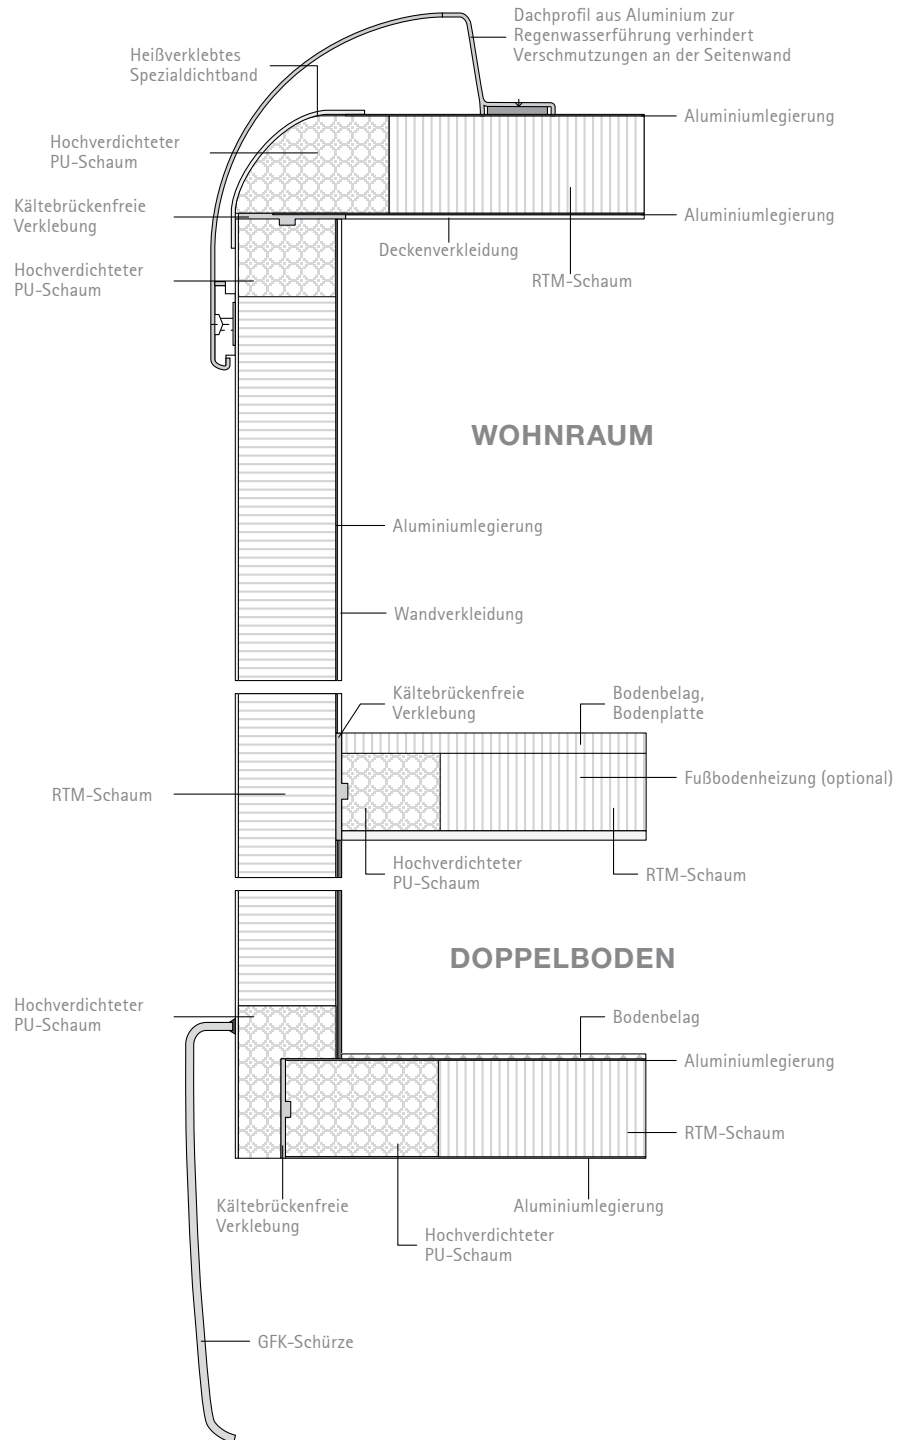 Dachprofil aus Aluminium zur
Regenwasserführung verhindert
Verschmutzungen an der Seitenwand
Heißverklebtes
Spezialdichtband
Aluminiumlegierung
Hochverdichteter
PU-Schaum
Kältebrückenfreie
Verklebung
Aluminiumlegierung
Deckenverkleidung
Hochverdichteter
PU-Schaum
RTM-Schaum
WOHNRAUM
Aluminiumlegierung
Wandverkleidung
Kältebrückenfreie
Verklebung
Bodenbelag,
Bodenplatte
RTM-Schaum
Fußbodenheizung (optional)
Hochverdichteter
PU-Schaum
RTM-Schaum
DOPPELBODEN
Hochverdichteter
PU-Schaum
Bodenbelag
Aluminiumlegierung
RTM-Schaum
Kältebrückenfreie
Verklebung
Aluminiumlegierung
Hochverdichteter
PU-Schaum
GFK-Schürze